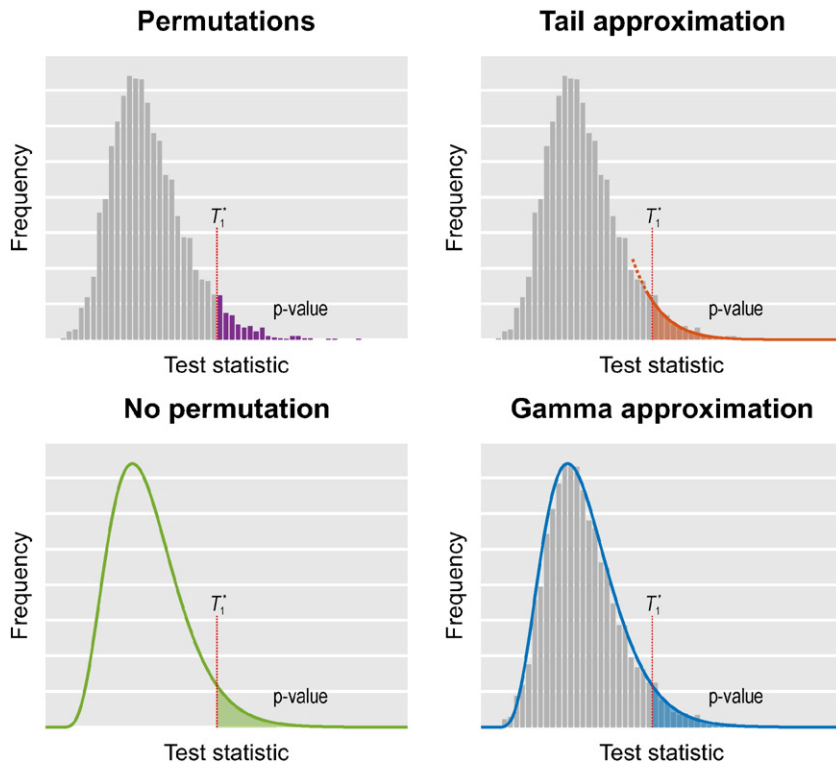 Permutations
Frequency
T₁*
p-value
Test statistic
Tail approximation
Frequency
T₁*
p-value
Test statistic
No permutation
Frequency
T₁*
p-value
Test statistic
Gamma approximation
Frequency
T₁*
p-value
Test statistic